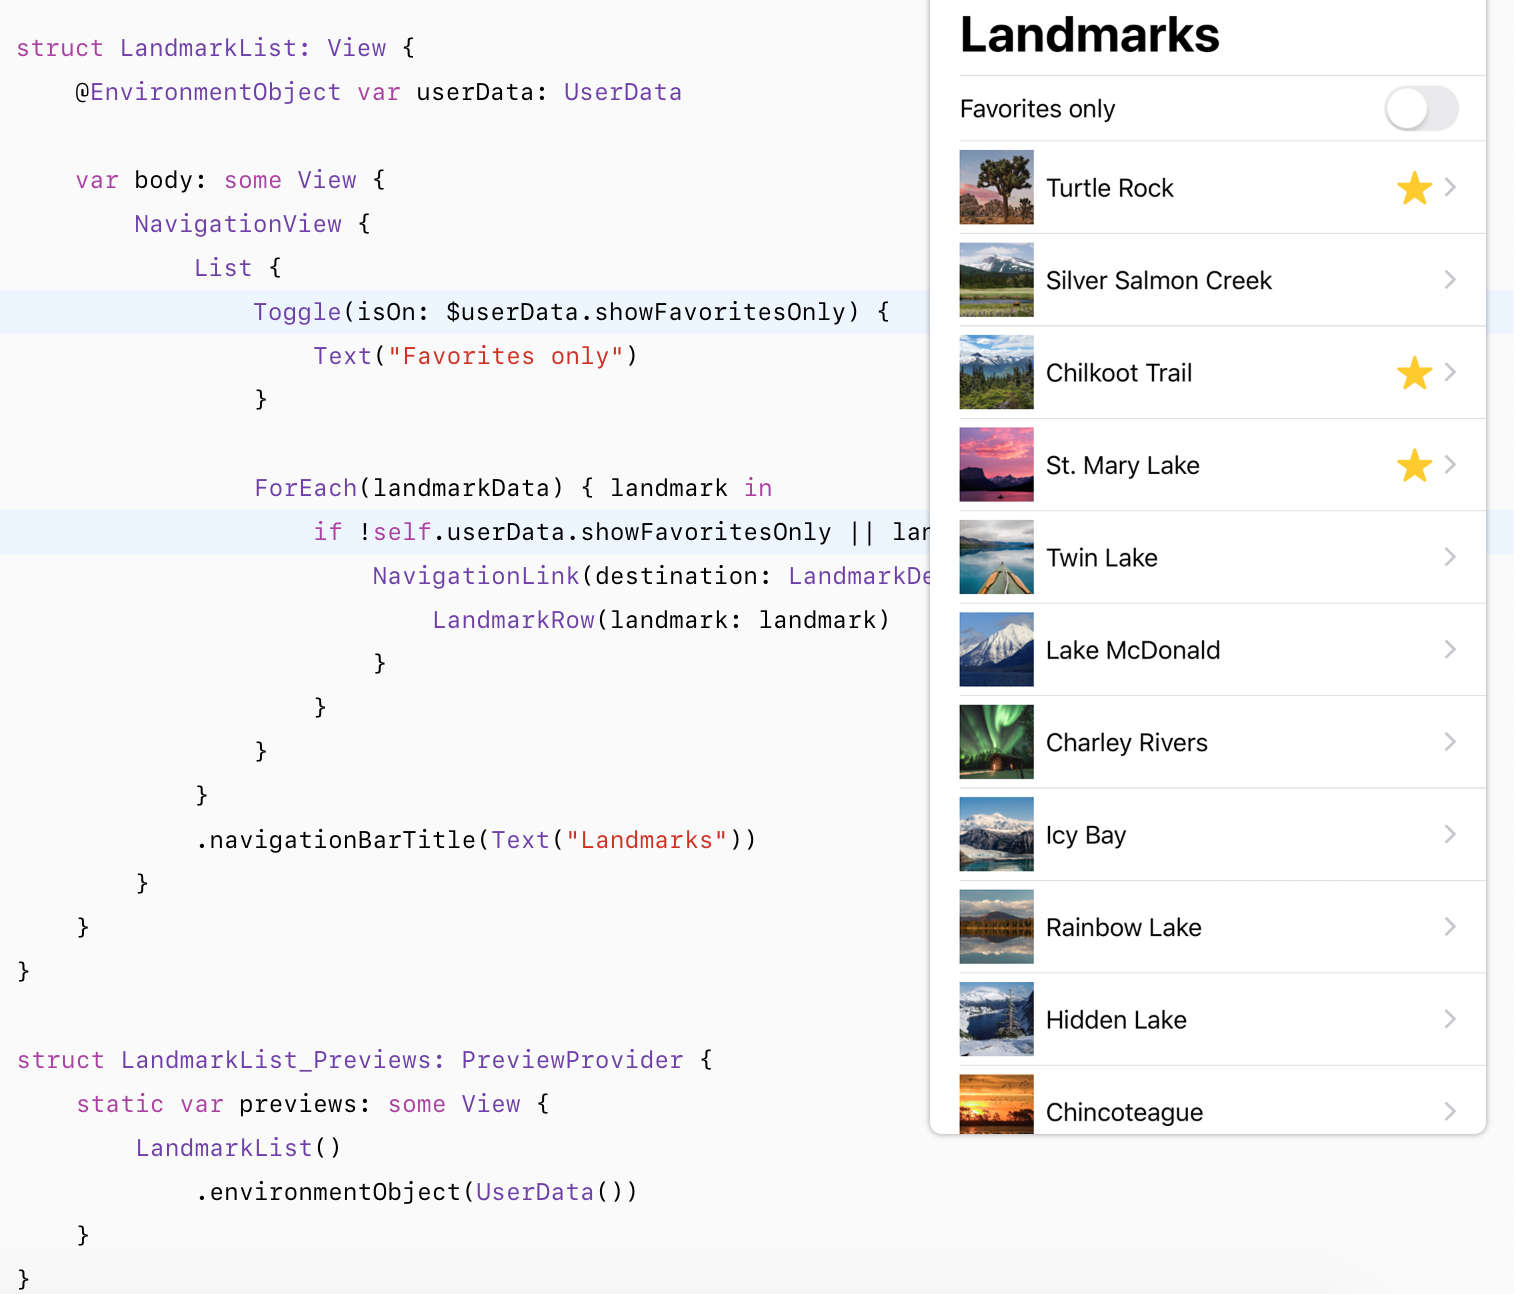 struct LandmarkList: View {
@EnvironmentObject var userData: UserData
var body: some View {
NavigationView {
List {
Toggle(isOn: $userData.showFavoritesOnly) {
Text("Favorites only")
}
ForEach(landmarkData) { landmark in
if !self.userData.showFavoritesOnly ||
NavigationLink(destination:
LandmarkRow(landmark: landmark)
}
}
}
}
.navigationBarTitle(Text("Landmarks"))
}
}
}
struct LandmarkList_Previews: PreviewProvider {
static var previews: some View {
LandmarkList()
.environmentObject(UserData())
}
}
Landmarks
Favorites only
Turtle Rock
Silver Salmon Creek
Chilkoot Trail
St. Mary Lake
Twin Lake
Lake McDonald
Charley Rivers
Icy Bay
Rainbow Lake
Hidden Lake
Chincoteague